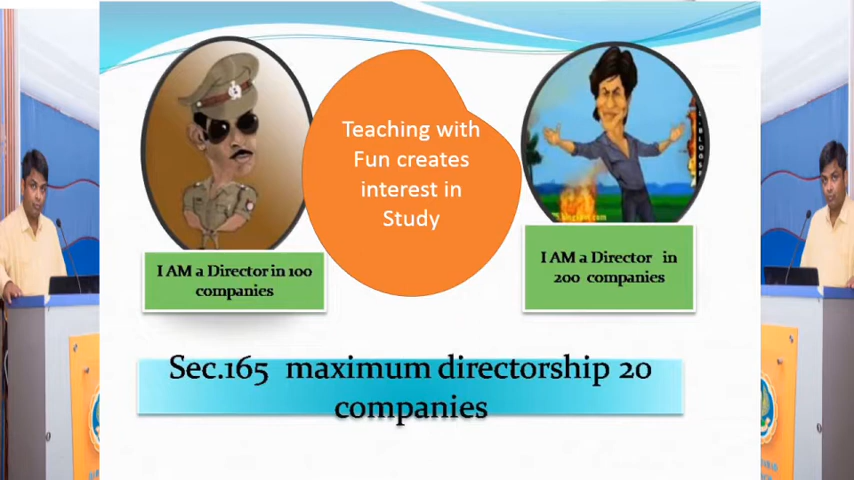 Teaching with
Fun creates
interest in
Study
I AM a Director in 100
companies
I AM a Director in
200 companies
Sec.165 maximum directorship 20
companies